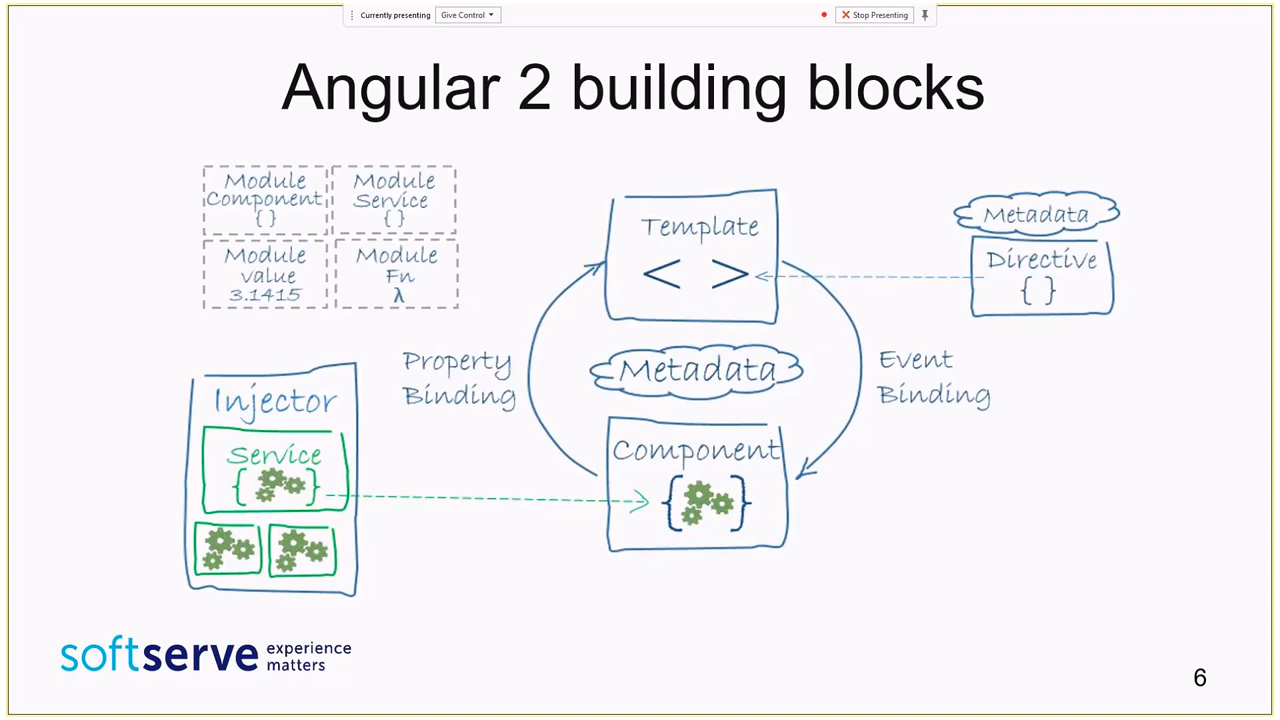 Currently presenting
Give Control
Stop Presenting
Angular 2 building blocks
Module
Component
{ }
Module
Service
{ }
Module
value
3.1415
Module
Fn
λ
Template
< >
Metadata
Directive
{ }
Property
Binding
Metadata
Event
Binding
Injector
Service
{ }
Component
{ }
softserve
experience
matters
6